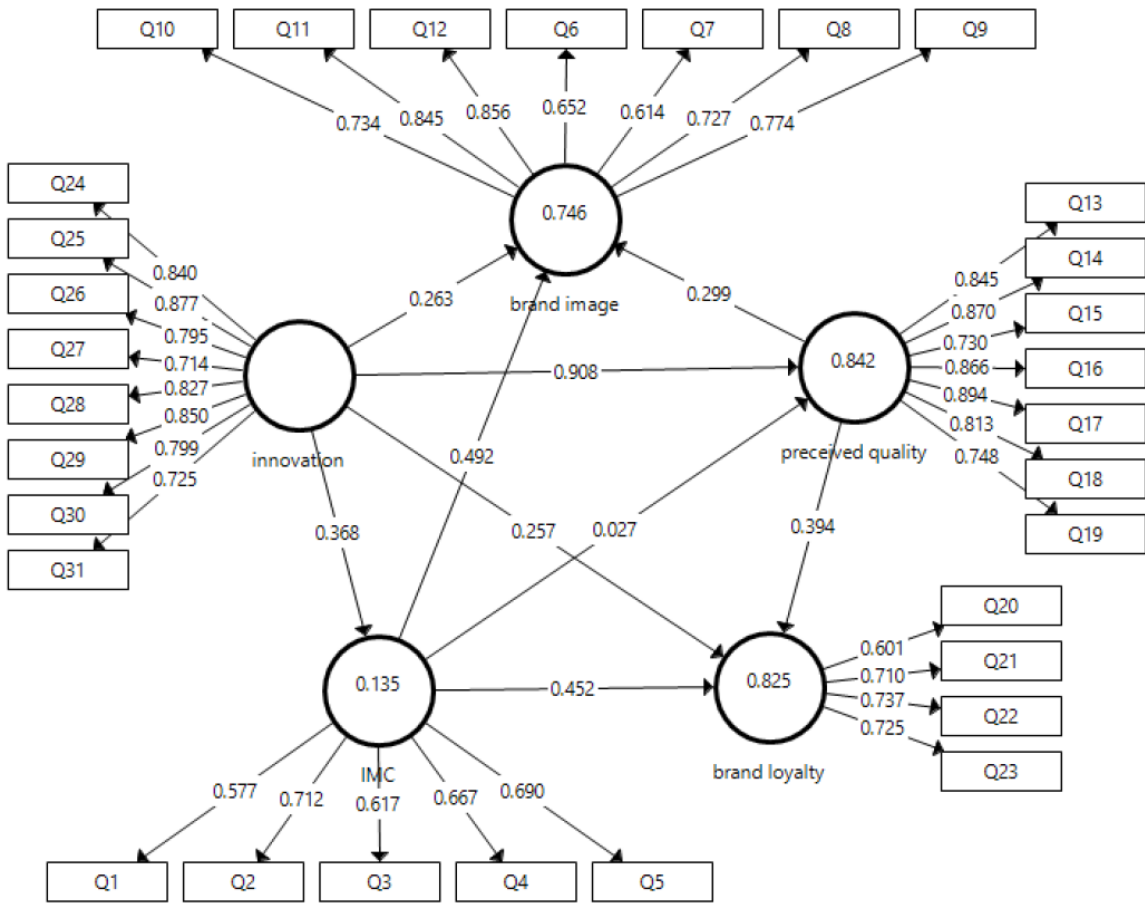 Q10 Q11 Q12 Q6 Q7 Q8 Q9
0.734 0.845 0.856 0.652 0.614 0.727 0.774
0.746
brand image
Q24
Q25
Q26
Q27
Q28
Q29
Q30
Q31
0.840
0.877
0.795
0.714
0.827
0.850
0.799
0.725
innovation
0.263
0.299
0.908
0.492
0.368
0.257
0.027
0.394
0.452
0.842
perceived quality
0.845
0.870
0.730
0.866
0.894
0.813
0.748
Q13
Q14
Q15
Q16
Q17
Q18
Q19
0.135
IMC
0.577 0.712 0.617 0.667 0.690
Q1 Q2 Q3 Q4 Q5
0.825
brand loyalty
0.601
0.710
0.737
0.725
Q20
Q21
Q22
Q23